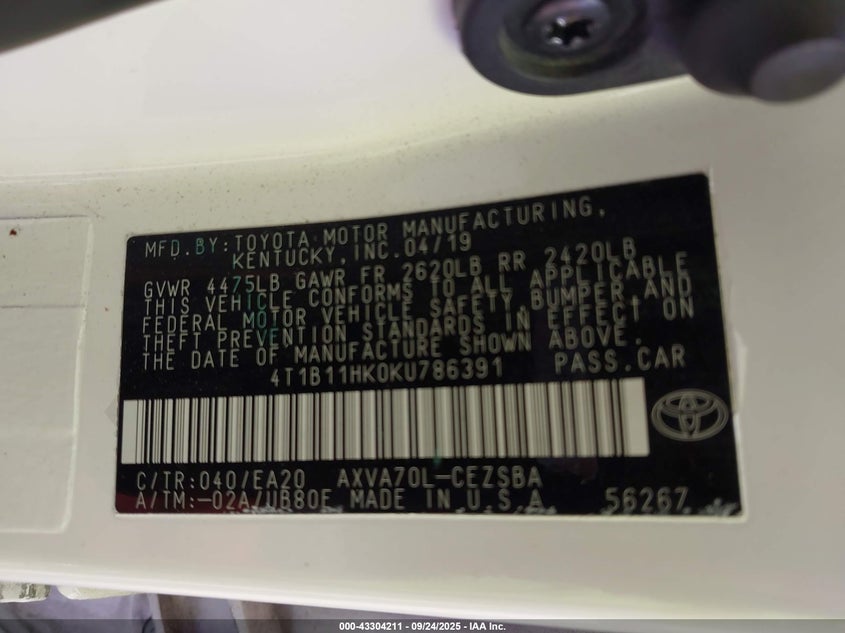 MFD.BY:TOYOTA MOTOR MANUFACTURING,
KENTUCKY,INC.04/19
GVWR 4475LB GAWR FR 2620LB RR 2420LB
THIS VEHICLE CONFORMS TO ALL APPLICABLE
FEDERAL MOTOR VEHICLE SAFETY,BUMPER,AND
THEFT PREVENTION STANDARDS IN EFFECT ON
THE DATE OF MANUFACTURE SHOWN ABOVE.
4T1B11HK0KU786391 PASS.CAR
C/TR:040/EA20 AXVA70L-CEZSBA
A/TM:-02A/UB80E MADE IN U.S.A 56267
000-43304211 - 09/24/2025 - IAA Inc.